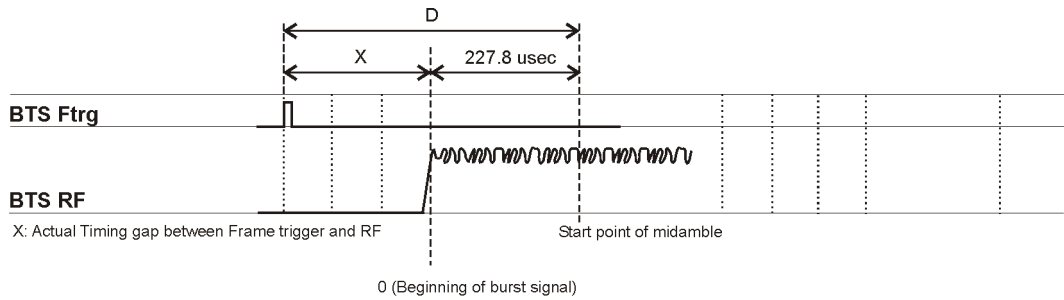 D
X
227.8 usec
BTS Ftrg
BTS RF
X: Actual Timing gap between Frame trigger and RF
Start point of midamble
0 (Beginning of burst signal)